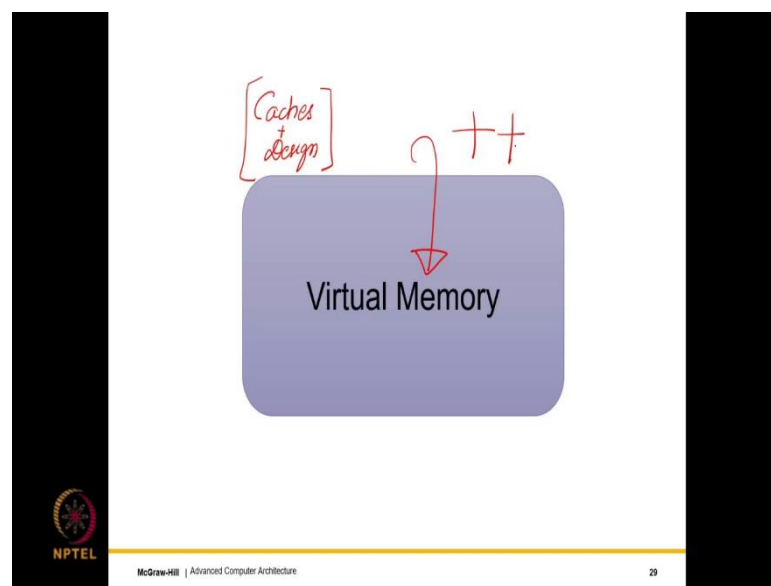 Caches
+
Design
++
Virtual Memory
NPTEL
McGraw-Hill | Advanced Computer Architecture
29